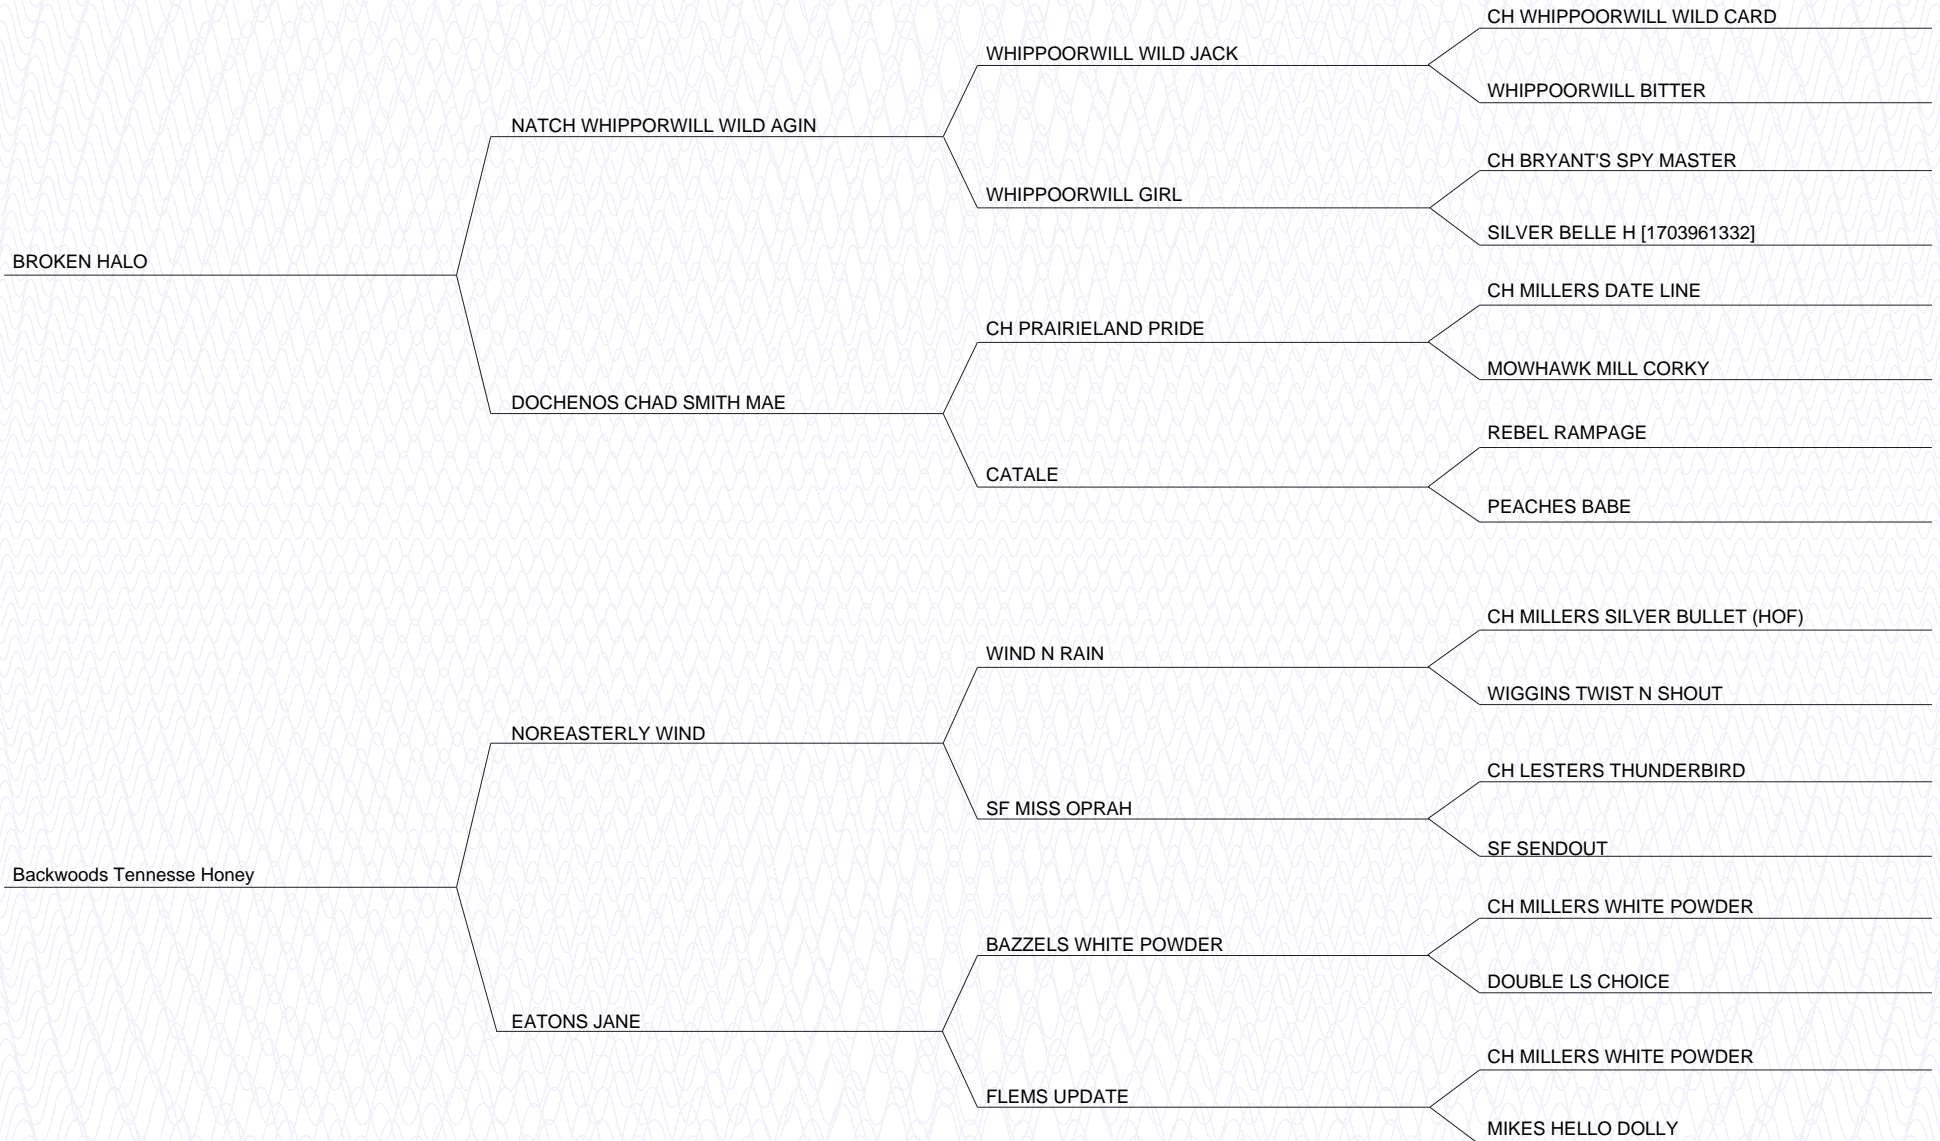 CH WHIPPOORWILL WILD CARD
WHIPPOORWILL WILD JACK
WHIPPOORWILL BITTER
NATCH WHIPPORWILL WILD AGIN
CH BRYANT'S SPY MASTER
WHIPPOORWILL GIRL
SILVER BELLE H [1703961332]
BROKEN HALO
CH MILLERS DATE LINE
CH PRAIRIELAND PRIDE
MOWHAWK MILL CORKY
DOCHENOS CHAD SMITH MAE
REBEL RAMPAGE
CATALE
PEACHES BABE
CH MILLERS SILVER BULLET (HOF)
WIND N RAIN
WIGGINS TWIST N SHOUT
NOREASTERLY WIND
CH LESTERS THUNDERBIRD
SF MISS OPRAH
SF SENDOUT
Backwoods Tennesse Honey
CH MILLERS WHITE POWDER
BAZZELS WHITE POWDER
DOUBLE LS CHOICE
EATONS JANE
CH MILLERS WHITE POWDER
FLEMS UPDATE
MIKES HELLO DOLLY